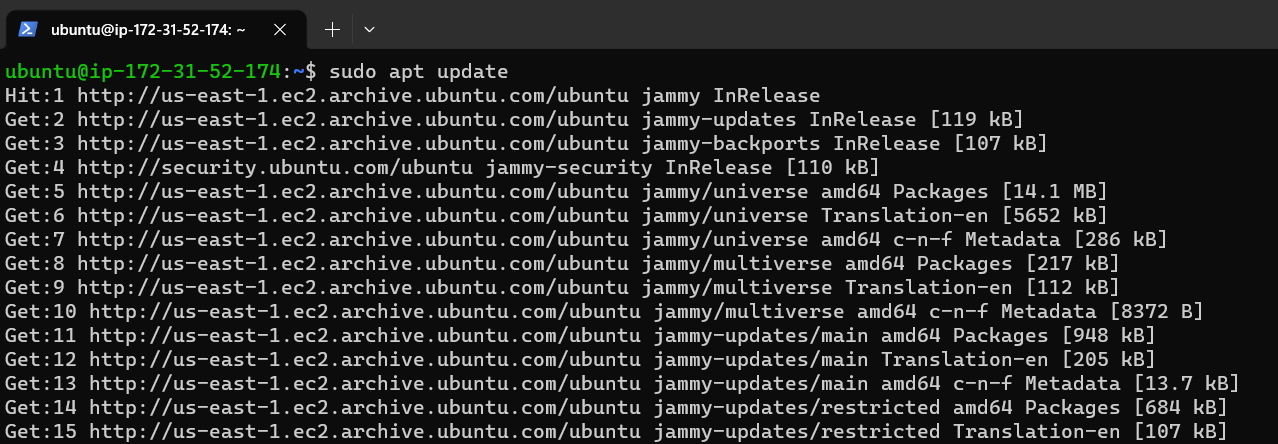 ubuntu@ip-172-31-52-174: ~
ubuntu@ip-172-31-52-174:~$ sudo apt update
Hit:1 http://us-east-1.ec2.archive.ubuntu.com/ubuntu jammy InRelease
Get:2 http://us-east-1.ec2.archive.ubuntu.com/ubuntu jammy-updates InRelease [119 kB]
Get:3 http://us-east-1.ec2.archive.ubuntu.com/ubuntu jammy-backports InRelease [107 kB]
Get:4 http://security.ubuntu.com/ubuntu jammy-security InRelease [110 kB]
Get:5 http://us-east-1.ec2.archive.ubuntu.com/ubuntu jammy/universe amd64 Packages [14.1 MB]
Get:6 http://us-east-1.ec2.archive.ubuntu.com/ubuntu jammy/universe Translation-en [5652 kB]
Get:7 http://us-east-1.ec2.archive.ubuntu.com/ubuntu jammy/universe amd64 c-n-f Metadata [286 kB]
Get:8 http://us-east-1.ec2.archive.ubuntu.com/ubuntu jammy/multiverse amd64 Packages [217 kB]
Get:9 http://us-east-1.ec2.archive.ubuntu.com/ubuntu jammy/multiverse Translation-en [112 kB]
Get:10 http://us-east-1.ec2.archive.ubuntu.com/ubuntu jammy/multiverse amd64 c-n-f Metadata [8372 B]
Get:11 http://us-east-1.ec2.archive.ubuntu.com/ubuntu jammy-updates/main amd64 Packages [948 kB]
Get:12 http://us-east-1.ec2.archive.ubuntu.com/ubuntu jammy-updates/main Translation-en [205 kB]
Get:13 http://us-east-1.ec2.archive.ubuntu.com/ubuntu jammy-updates/main amd64 c-n-f Metadata [13.7 kB]
Get:14 http://us-east-1.ec2.archive.ubuntu.com/ubuntu jammy-updates/restricted amd64 Packages [684 kB]
Get:15 http://us-east-1.ec2.archive.ubuntu.com/ubuntu jammy-updates/restricted Translation-en [107 kB]